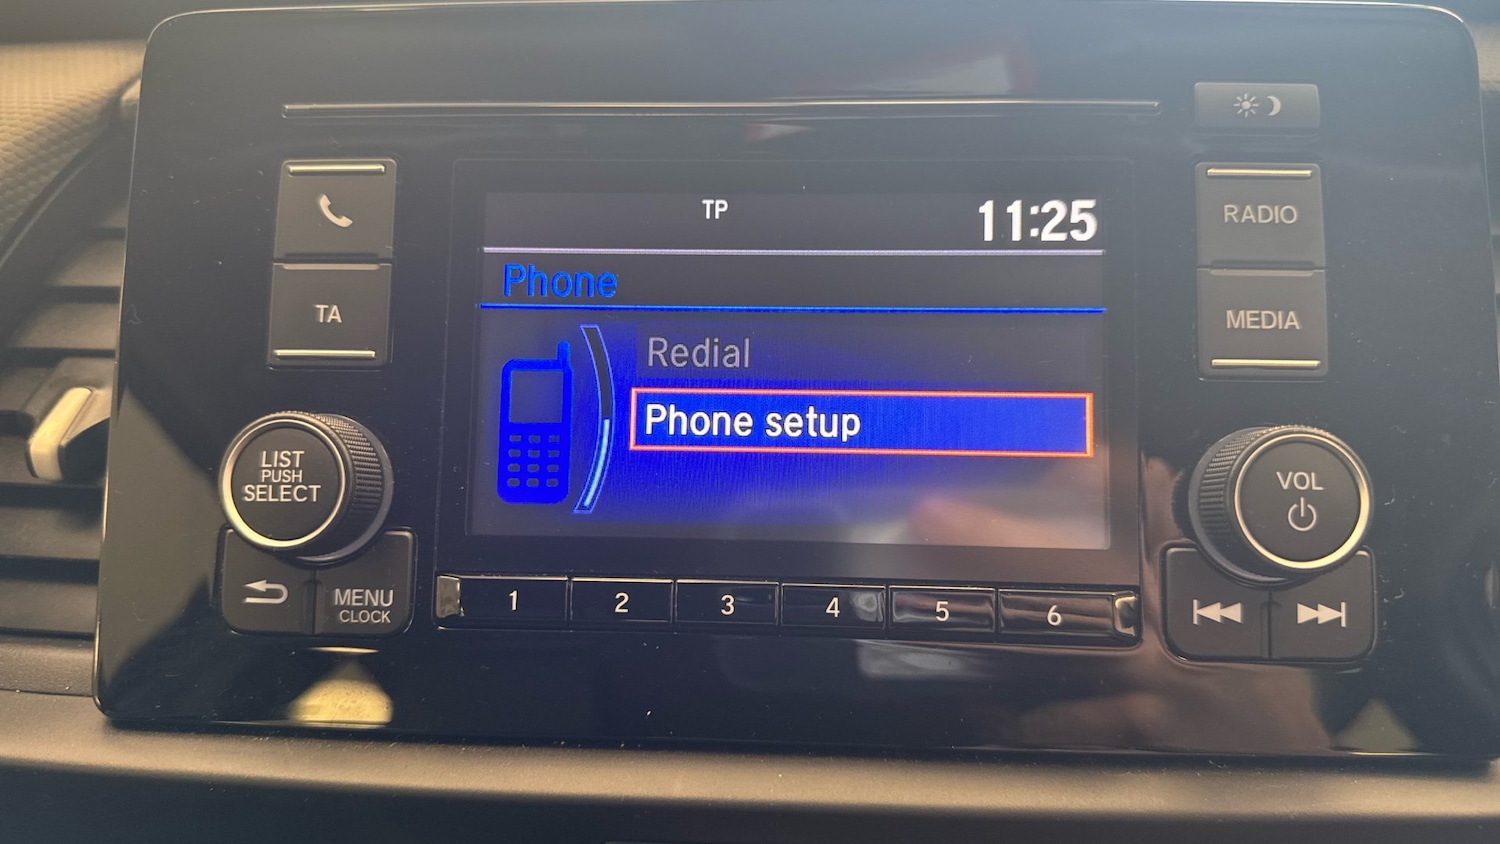 TP
11:25
Phone
Redial
Phone setup
TA
LIST
PUSH
SELECT
MENU
CLOCK
1 2 3 4 5 6
RADIO
MEDIA
VOL